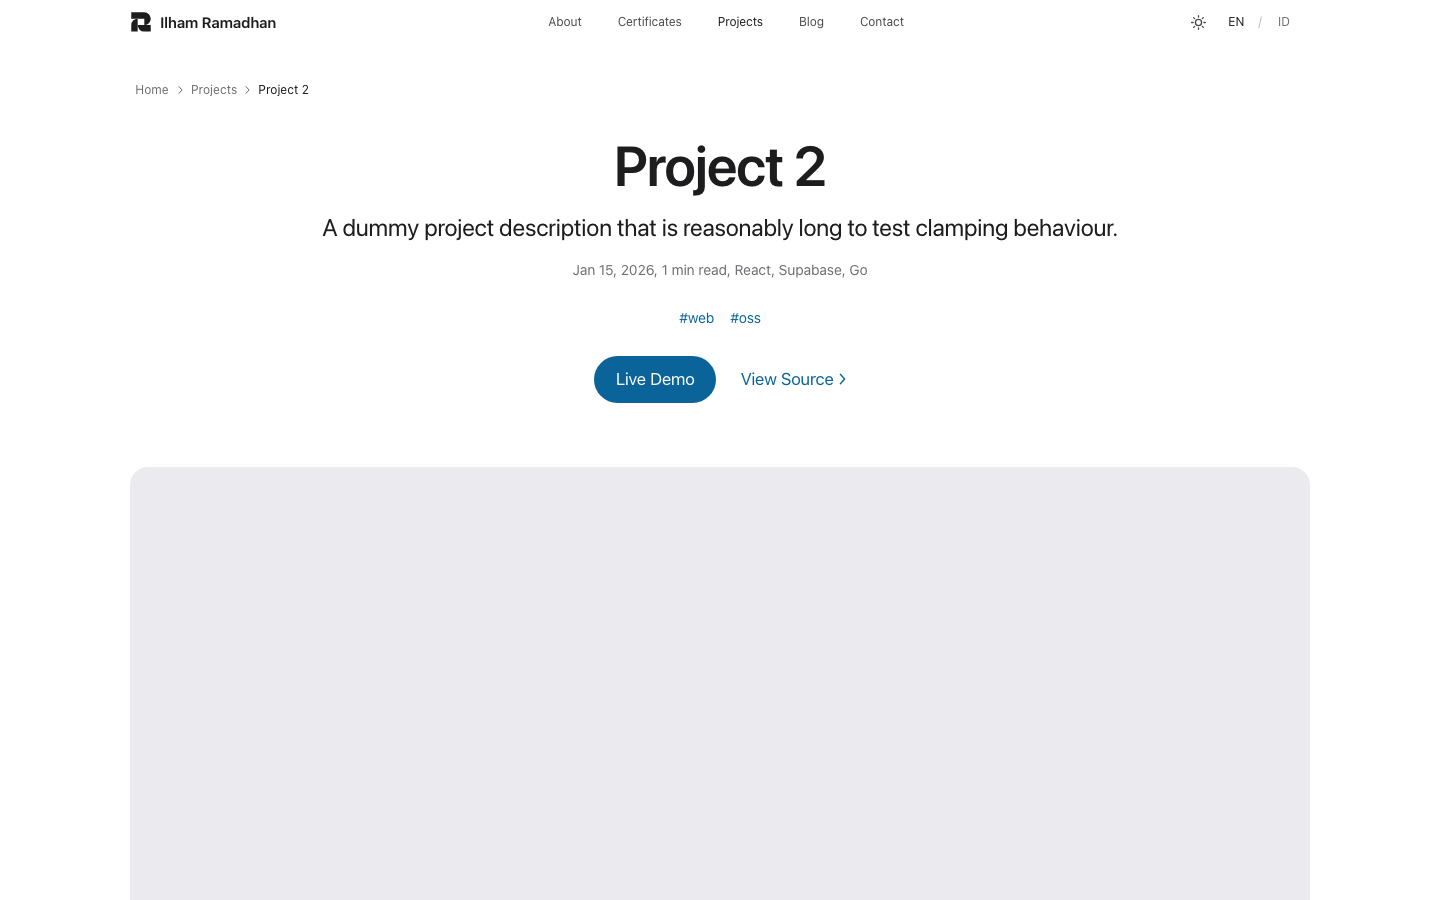 Ilham Ramadhan
About Certificates Projects Blog Contact
EN / ID
Home > Projects > Project 2
Project 2
A dummy project description that is reasonably long to test clamping behaviour.
Jan 15, 2026, 1 min read, React, Supabase, Go
#web #oss
Live Demo View Source >